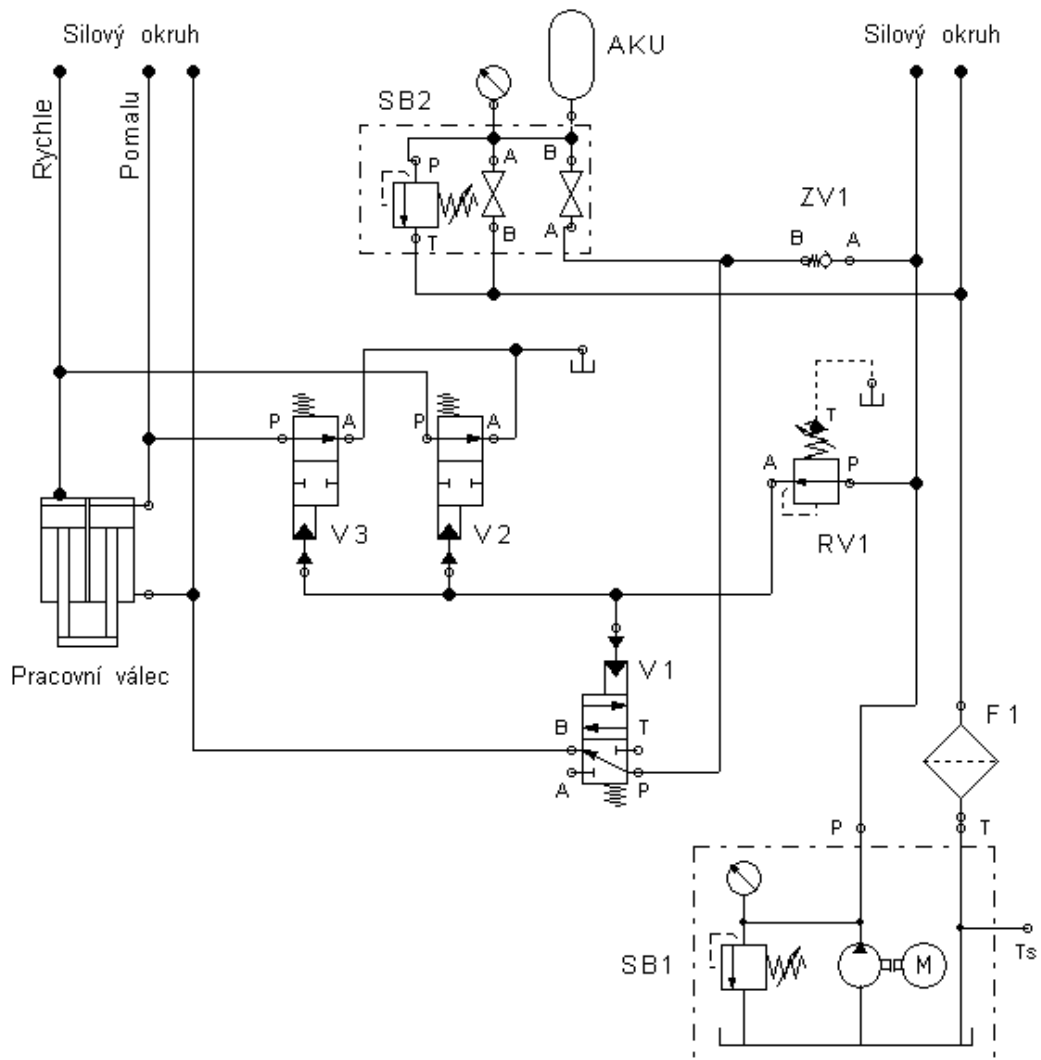 Silový okruh
Silový okruh
AKU
SB2
Rychle
Pomalu
P
A
B
T
B
A
ZV1
B
A
P
A
P
A
T
A
P
V3
V2
RV1
Pracovní válec
V1
B
T
A
P
F1
P
T
Ts
SB1
M